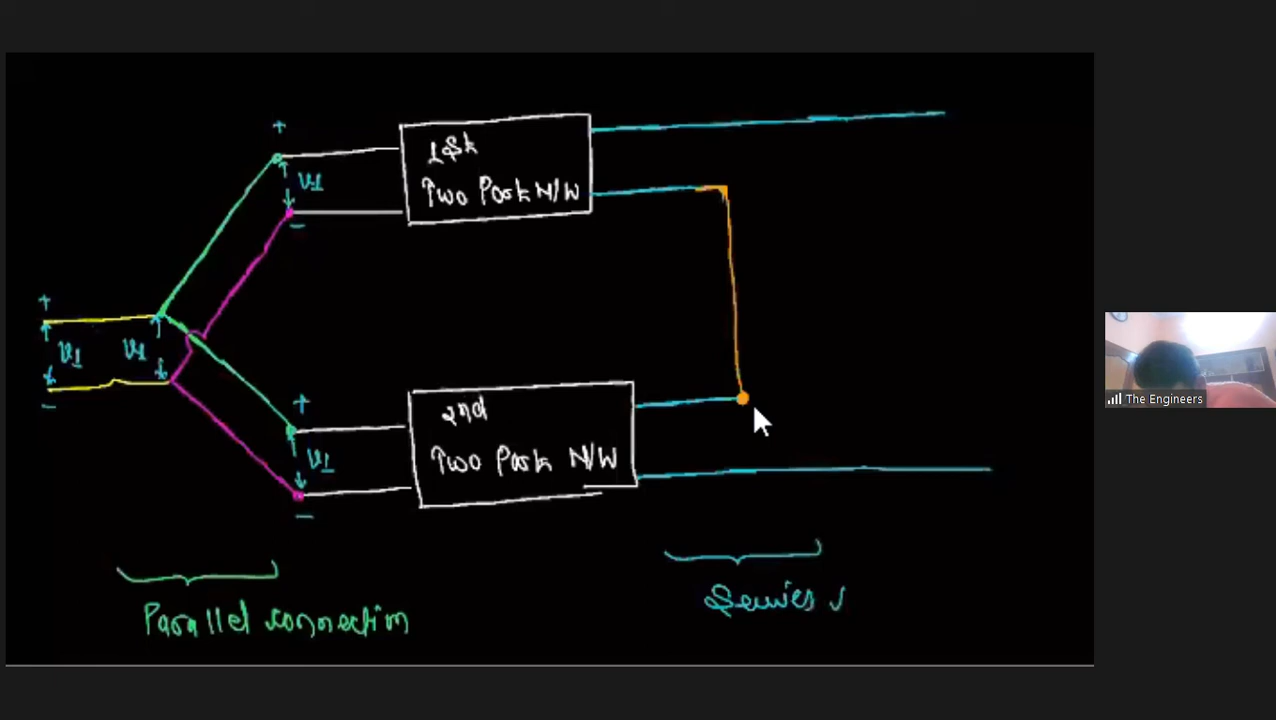 +
V1
-
1st
Two Port N/W
+
V1
V1
-
+
V1
-
2nd
Two Port N/W
Parallel connection
Series
The Engineers